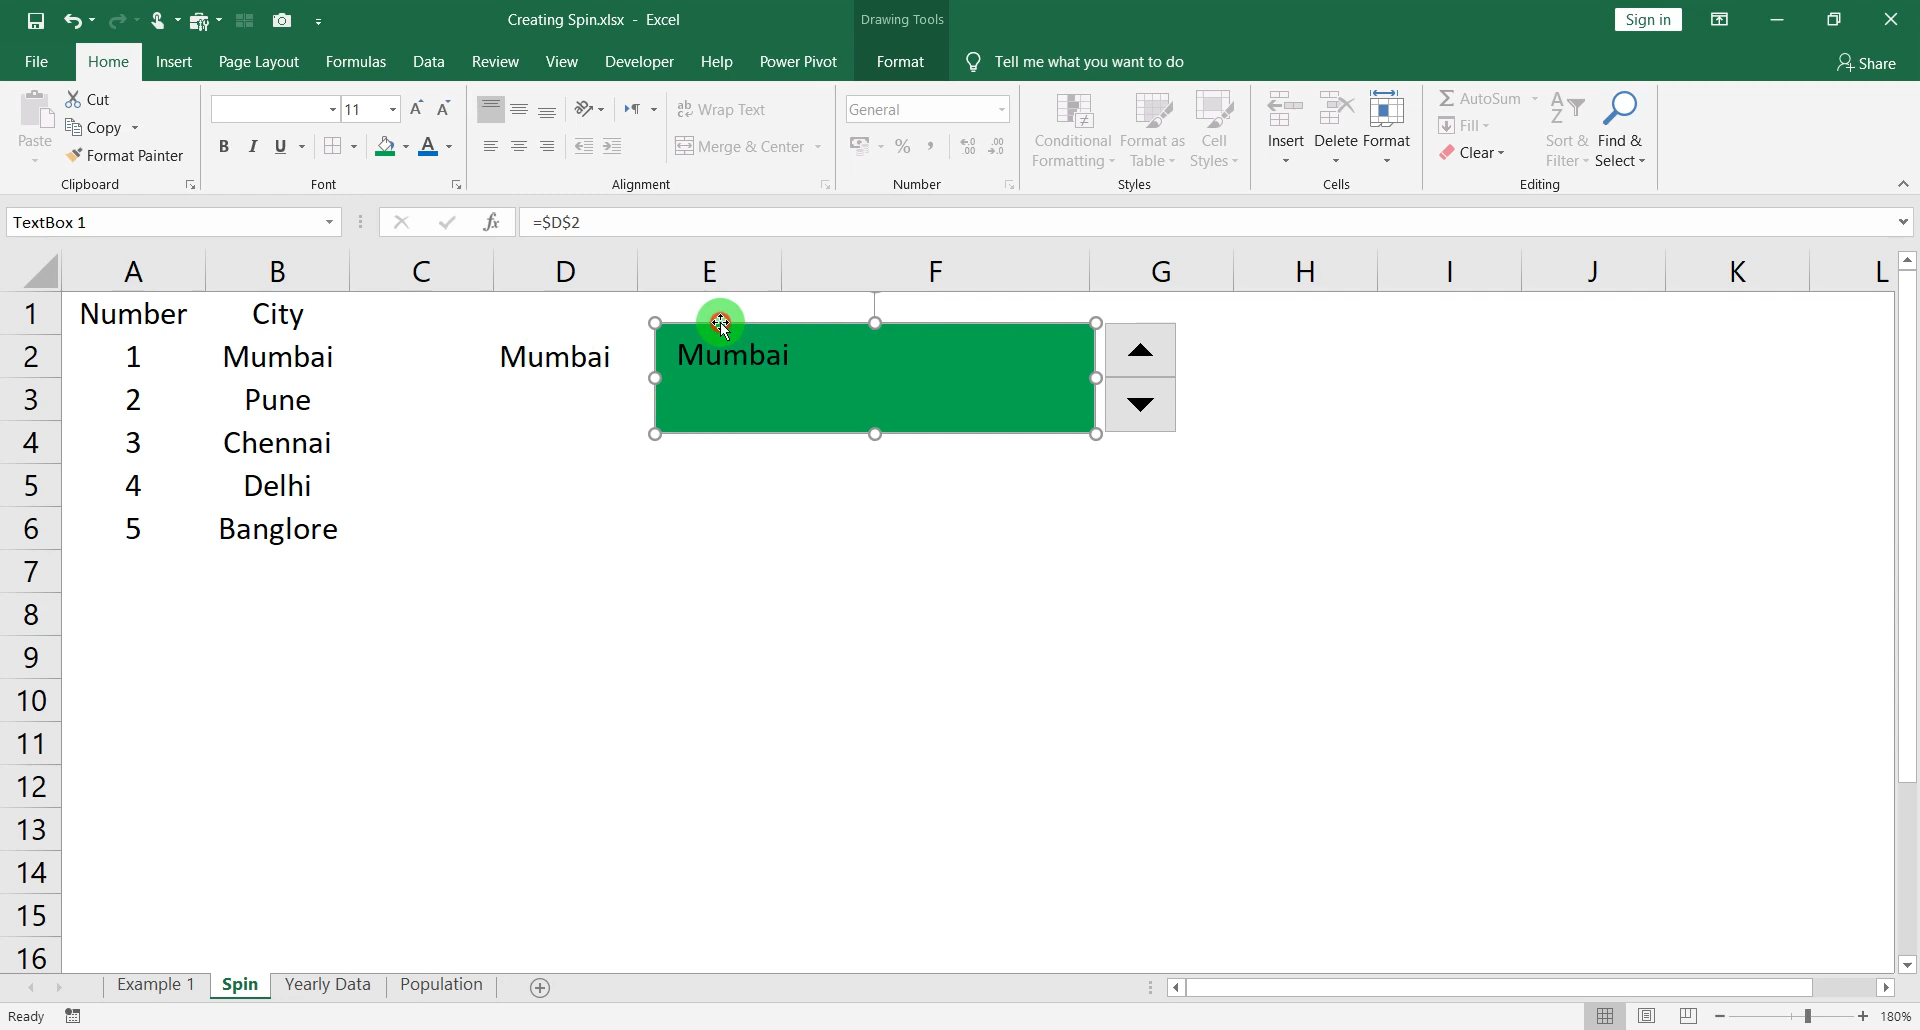 Creating Spin.xlsx - Excel
Drawing Tools
Sign in
File Home Insert Page Layout Formulas Data Review View Developer Help Power Pivot Format Tell me what you want to do Share
Paste
Cut
Copy
Format Painter
Clipboard
11
B I U A
Font
ab Wrap Text
Merge & Center
Alignment
General
% ,
Number
Conditional Formatting
Format as Table
Cell Styles
Styles
Insert Delete Format
Cells
AutoSum
Fill
Clear
Sort & Filter
Find & Select
Editing
TextBox 1
fx
=$D$2
A B C D E F G H I J K L
1 Number City
2 1 Mumbai Mumbai Mumbai
3 2 Pune
4 3 Chennai
5 4 Delhi
6 5 Banglore
7
8
9
10
11
12
13
14
15
16
Example 1 Spin Yearly Data Population
Ready
180%